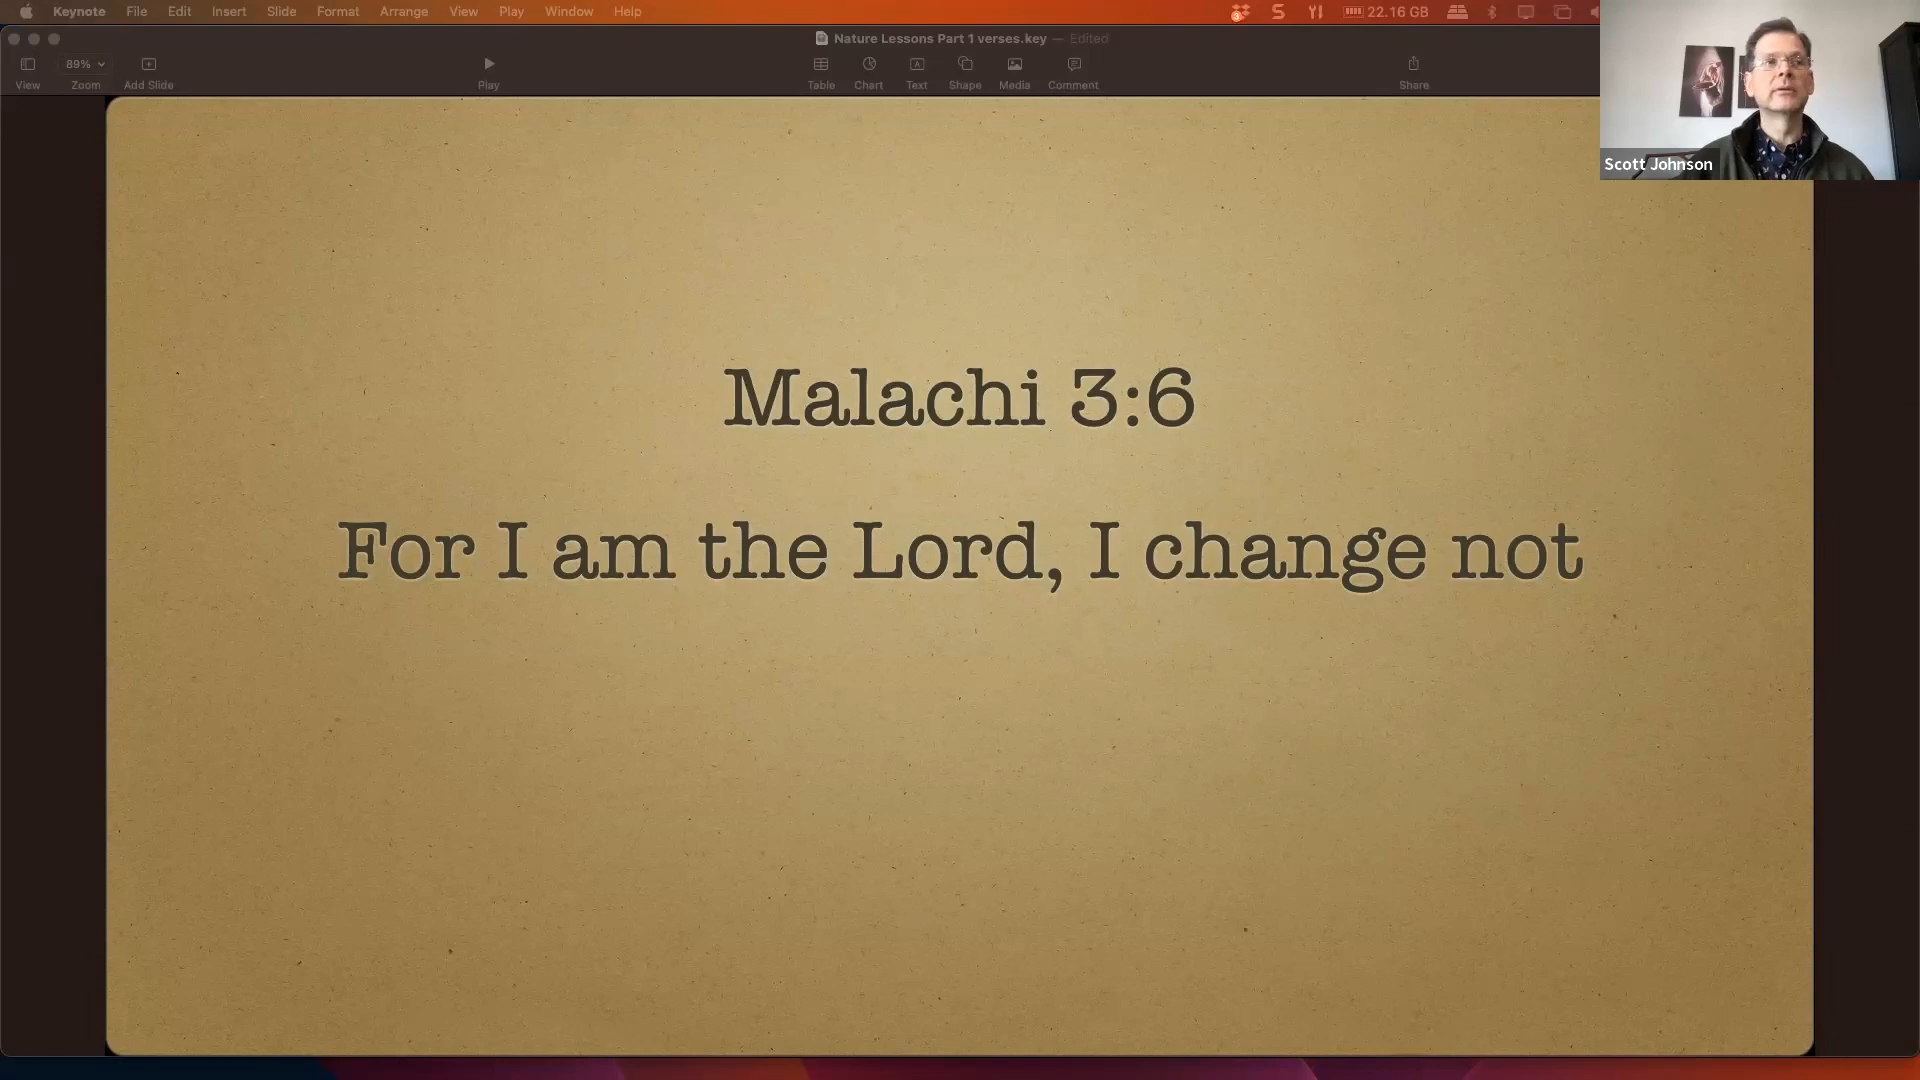 Keynote File Edit Insert Slide Format Arrange View Play Window Help 22.16 GB
Nature Lessons Part 1 verses.key — Edited
89%
View Zoom Add Slide Play Table Chart Text Shape Media Comment Share
Scott Johnson
Malachi 3:6
For I am the Lord, I change not